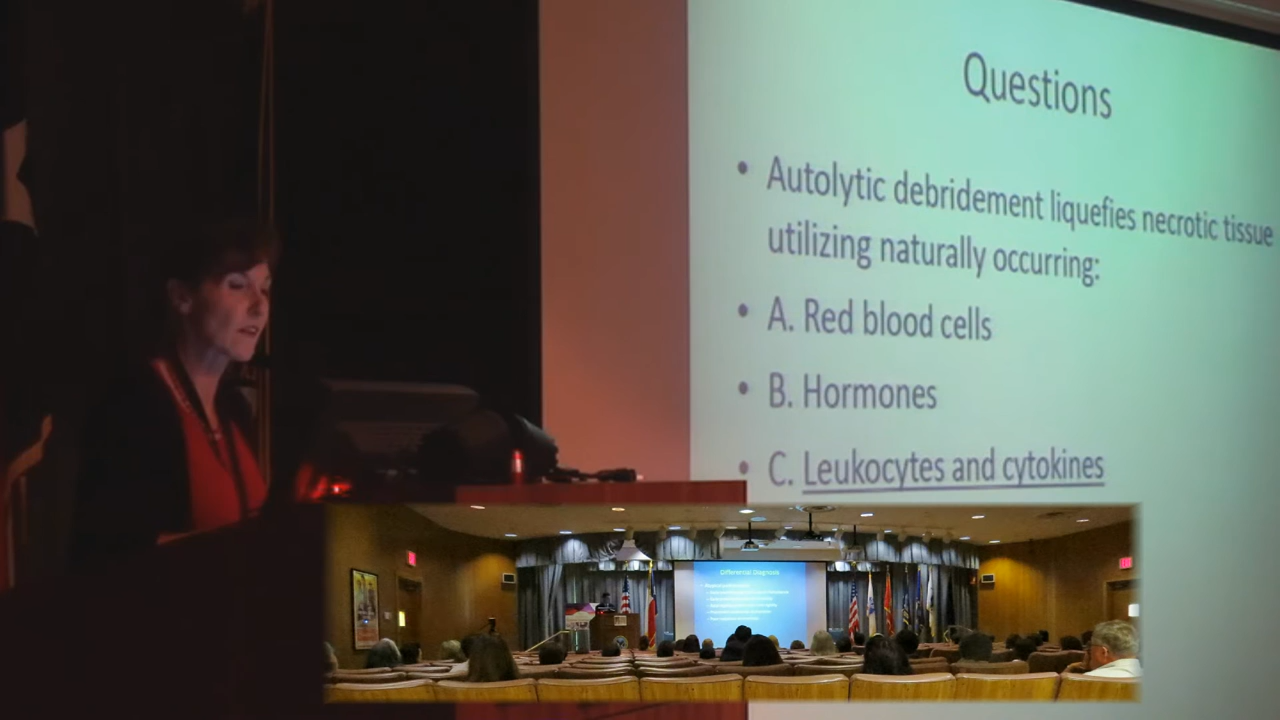 Questions
• Autolytic debridement liquefies necrotic tissue
utilizing naturally occurring:
• A. Red blood cells
• B. Hormones
• C. Leukocytes and cytokines
Differential Diagnosis